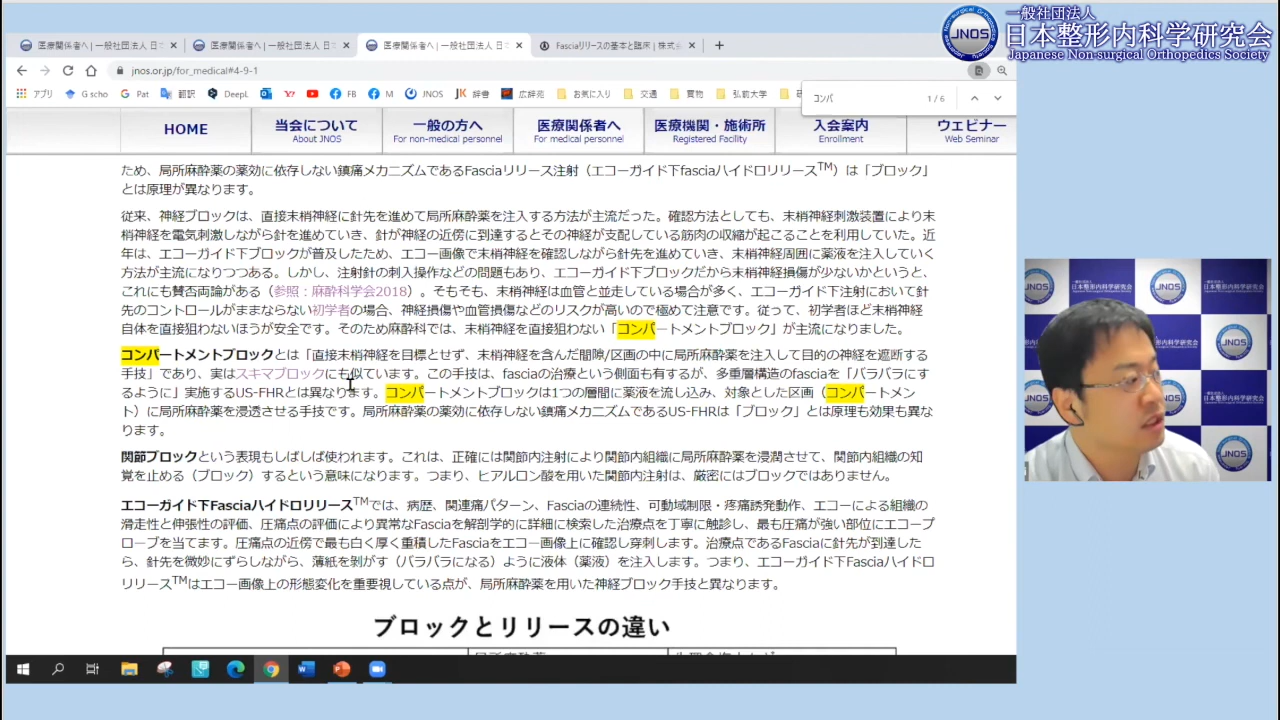 一般社団法人
日本整形内科学研究会
Japanese Non-surgical Orthopedics Society
JNOS
医療関係者へ | 一般社団法人 日
医療関係者へ | 一般社団法人 日
医療関係者へ | 一般社団法人 日
Fasciaリリースの基本と臨床 | 株式
jnos.or.jp/for_medical#4-9-1
アプリ G scho Pat 翻訳 DeepL FB M JNOS JK 辞書 広辞苑 お気に入り 交通 買物 弘前大学
コンパ 1/6
HOME 当会について 一般の方へ 医療関係者へ 医療機関・施術所 入会案内 ウェビナー
About JNOS For non-medical personnel For medical personnel Registered Facility Enrollment Web Seminar
ため、局所麻酔薬の薬効に依存しない鎮痛メカニズムであるFasciaリリース注射（エコーガイド下fasciaハイドロリリースTM）は「ブロック」
とは原理が異なります。
従来、神経ブロックは、直接末梢神経に針先を進めて局所麻酔薬を注入する方法が主流だった。確認方法としても、末梢神経刺激装置により末
梢神経を電気刺激しながら針を進めていき、針が神経の近傍に到達するとその神経が支配している筋肉の収縮が起こることを利用していた。近
年は、エコーガイド下ブロックが普及したため、エコー画像で末梢神経を確認しながら針先を進めていき、末梢神経周囲に薬液を注入していく
方法が主流になりつつある。しかし、注射針の刺入操作などの問題もあり、エコーガイド下ブロックだから末梢神経損傷が少ないかというと、
これにも賛否両論がある（参照：麻酔科学会2018）。そもそも、末梢神経は血管と並走している場合が多く、エコーガイド下注射において針
先のコントロールがままならない初学者の場合、神経損傷や血管損傷などのリスクが高いので極めて注意です。従って、初学者ほど末梢神経
自体を直接狙わないほうが安全です。そのため麻酔科では、末梢神経を直接狙わない「コンパートメントブロック」が主流になりました。
コンパートメントブロックとは「直接末梢神経を目標とせず、末梢神経を含んだ間隙/区画の中に局所麻酔薬を注入して目的の神経を遮断する
手技」であり、実はスキマブロックにも似ています。この手技は、fasciaの治療という側面も有するが、多重層構造のfasciaを「バラバラにす
るように」実施するUS-FHRとは異なります。コンパートメントブロックは1つの層間に薬液を流し込み、対象とした区画（コンパートメン
ト）に局所麻酔薬を浸透させる手技です。局所麻酔薬の薬効に依存しない鎮痛メカニズムであるUS-FHRは「ブロック」とは原理も効果も異な
ります。
関節ブロックという表現もしばしば使われます。これは、正確には関節内注射により関節内組織に局所麻酔薬を浸潤させて、関節内組織の知
覚を止める（ブロック）するという意味になります。つまり、ヒアルロン酸を用いた関節内注射は、厳密にはブロックではありません。
エコーガイド下FasciaハイドロリリースTMでは、病歴、関連痛パターン、Fasciaの連続性、可動域制限・疼痛誘発動作、エコーによる組織の
滑走性と伸張性の評価、圧痛点の評価により異常なFasciaを解剖学的に詳細に検索した治療点を丁寧に触診し、最も圧痛が強い部位にエコープ
ローブを当てます。圧痛点の近傍で最も白く厚く重積したFasciaをエコー画像上に確認し穿刺します。治療点であるFasciaに針先が到達した
ら、針先を微妙にずらしながら、薄紙を剥がす（バラバラになる）ように液体（薬液）を注入します。つまり、エコーガイド下Fasciaハイドロ
リリースTMはエコー画像上の形態変化を重要視している点が、局所麻酔薬を用いた神経ブロック手技と異なります。
ブロックとリリースの違い